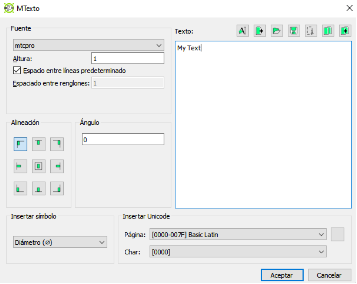 MTexto
Fuente
mtcpro
Altura:
1
Espacio entre líneas predeterminado
Espaciado entre renglones:
1
Alineación
Ángulo
0
Texto:
My Text
Insertar símbolo
Diámetro (⌀)
Insertar Unicode
Página:
[0000-007F] Basic Latin
Char:
[0000]
Aceptar
Cancelar